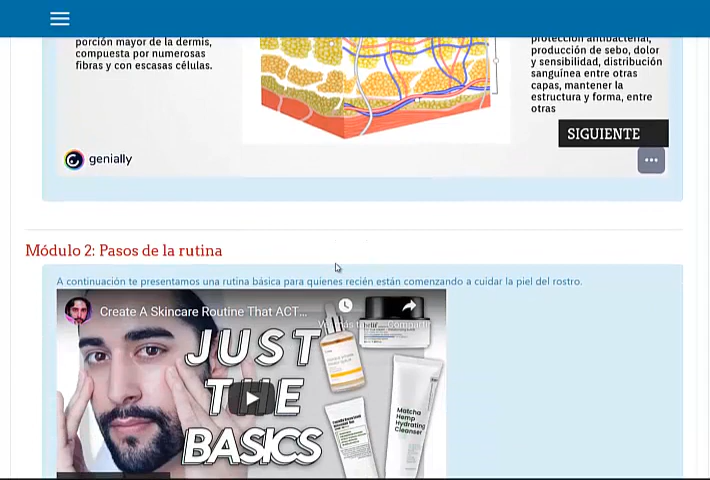 porción mayor de la dermis,
compuesta por numerosas
fibras y con escasas células.
protección antibacterial,
producción de sebo, dolor
y sensibilidad, distribución
sanguínea entre otras
capas, mantener la
estructura y forma, entre
otras
SIGUIENTE
genially
Módulo 2: Pasos de la rutina
A continuación te presentamos una rutina básica para quienes recién están comenzando a cuidar la piel del rostro.
Create A Skincare Routine That ACT...
Compartir
JUST
THE
BASICS
Matcha
Hemp
Hydrating
Cleanser